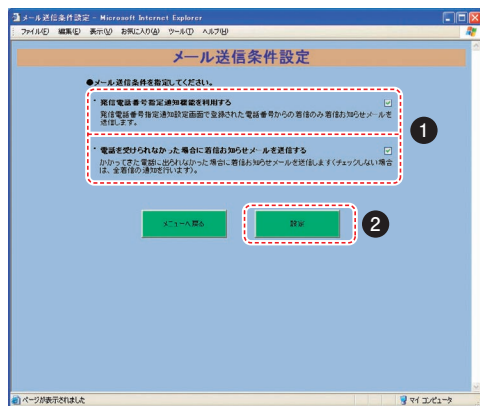 メール送信条件設定 - Microsoft Internet Explorer
ファイル(F) 編集(E) 表示(V) お気に入り(A) ツール(T) ヘルプ(H)
メール送信条件設定
●メール送信条件を指定してください。
・発信電話番号指定通知機能を利用する
発信電話番号指定通知設定画面で登録された電話番号からの着信のみ着信お知らせメールを
送信します。
1
・電話を受けられなかった場合に着信お知らせメールを送信する
かかってきた電話に出られなかった場合に着信お知らせメールを送信します(チェックしない場合
は、全着信の通知を行います)。
メニューへ戻る
設定
2
ページが表示されました
マイ コンピュータ